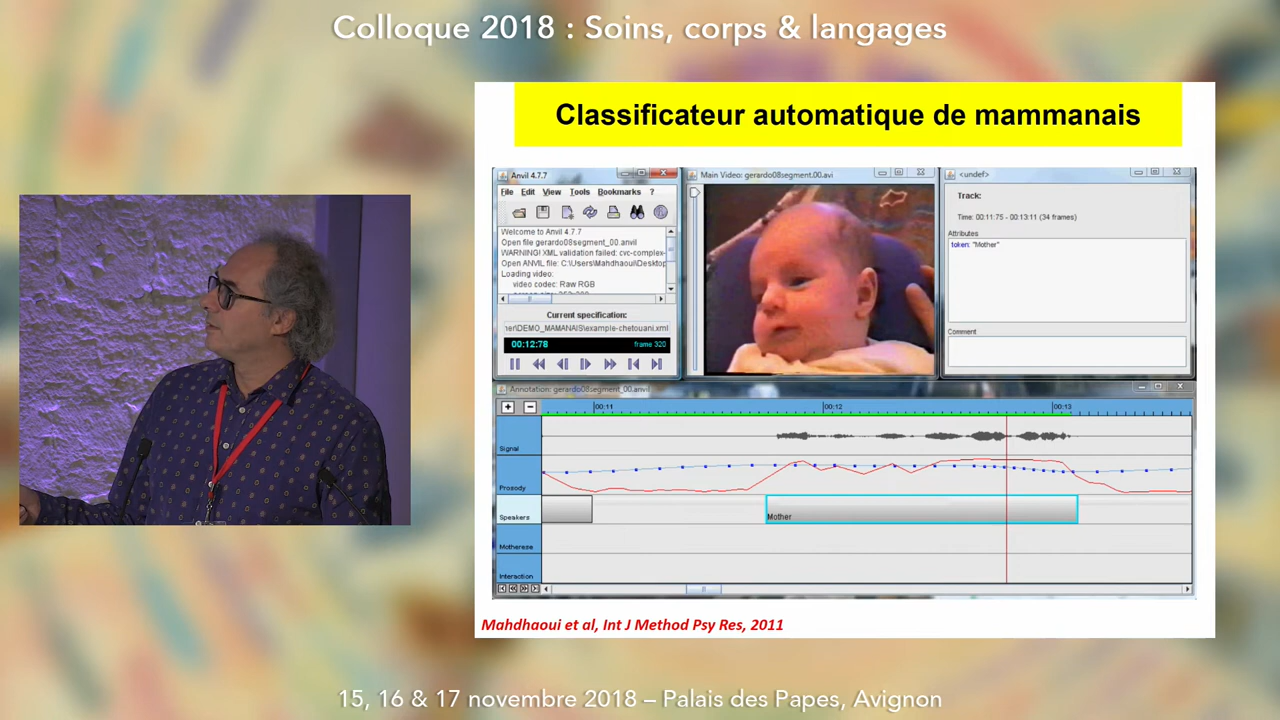 Colloque 2018 : Soins, corps & langages
Classificateur automatique de mammanais
Anvil 4.7.7
File Edit View Tools Bookmarks ?
Welcome to Anvil 4.7.7
Open file gerardo08segment_00.anvil
WARNING! XML validation failed: cvc-complex-
Open ANVIL file: C:\Users\Mahdhaoui\Desktop
Loading video:
video codec: Raw RGB
Current specification:
ner\DEMO_MAMANAIS\example-chetouani.xml
00:12:78 frame 320
Main Video: gerardo08segment.00.avi
<undef>
Track:
Time: 00:11:75 - 00:13:11 (34 frames)
Attributes
token: "Mother"
Comment
Annotation: gerardo08segment_00.anvil
00:11 00:12 00:13
Signal
Prosody
Speakers
Mother
Motherese
Interaction
Mahdhaoui et al, Int J Method Psy Res, 2011
15, 16 & 17 novembre 2018 – Palais des Papes, Avignon